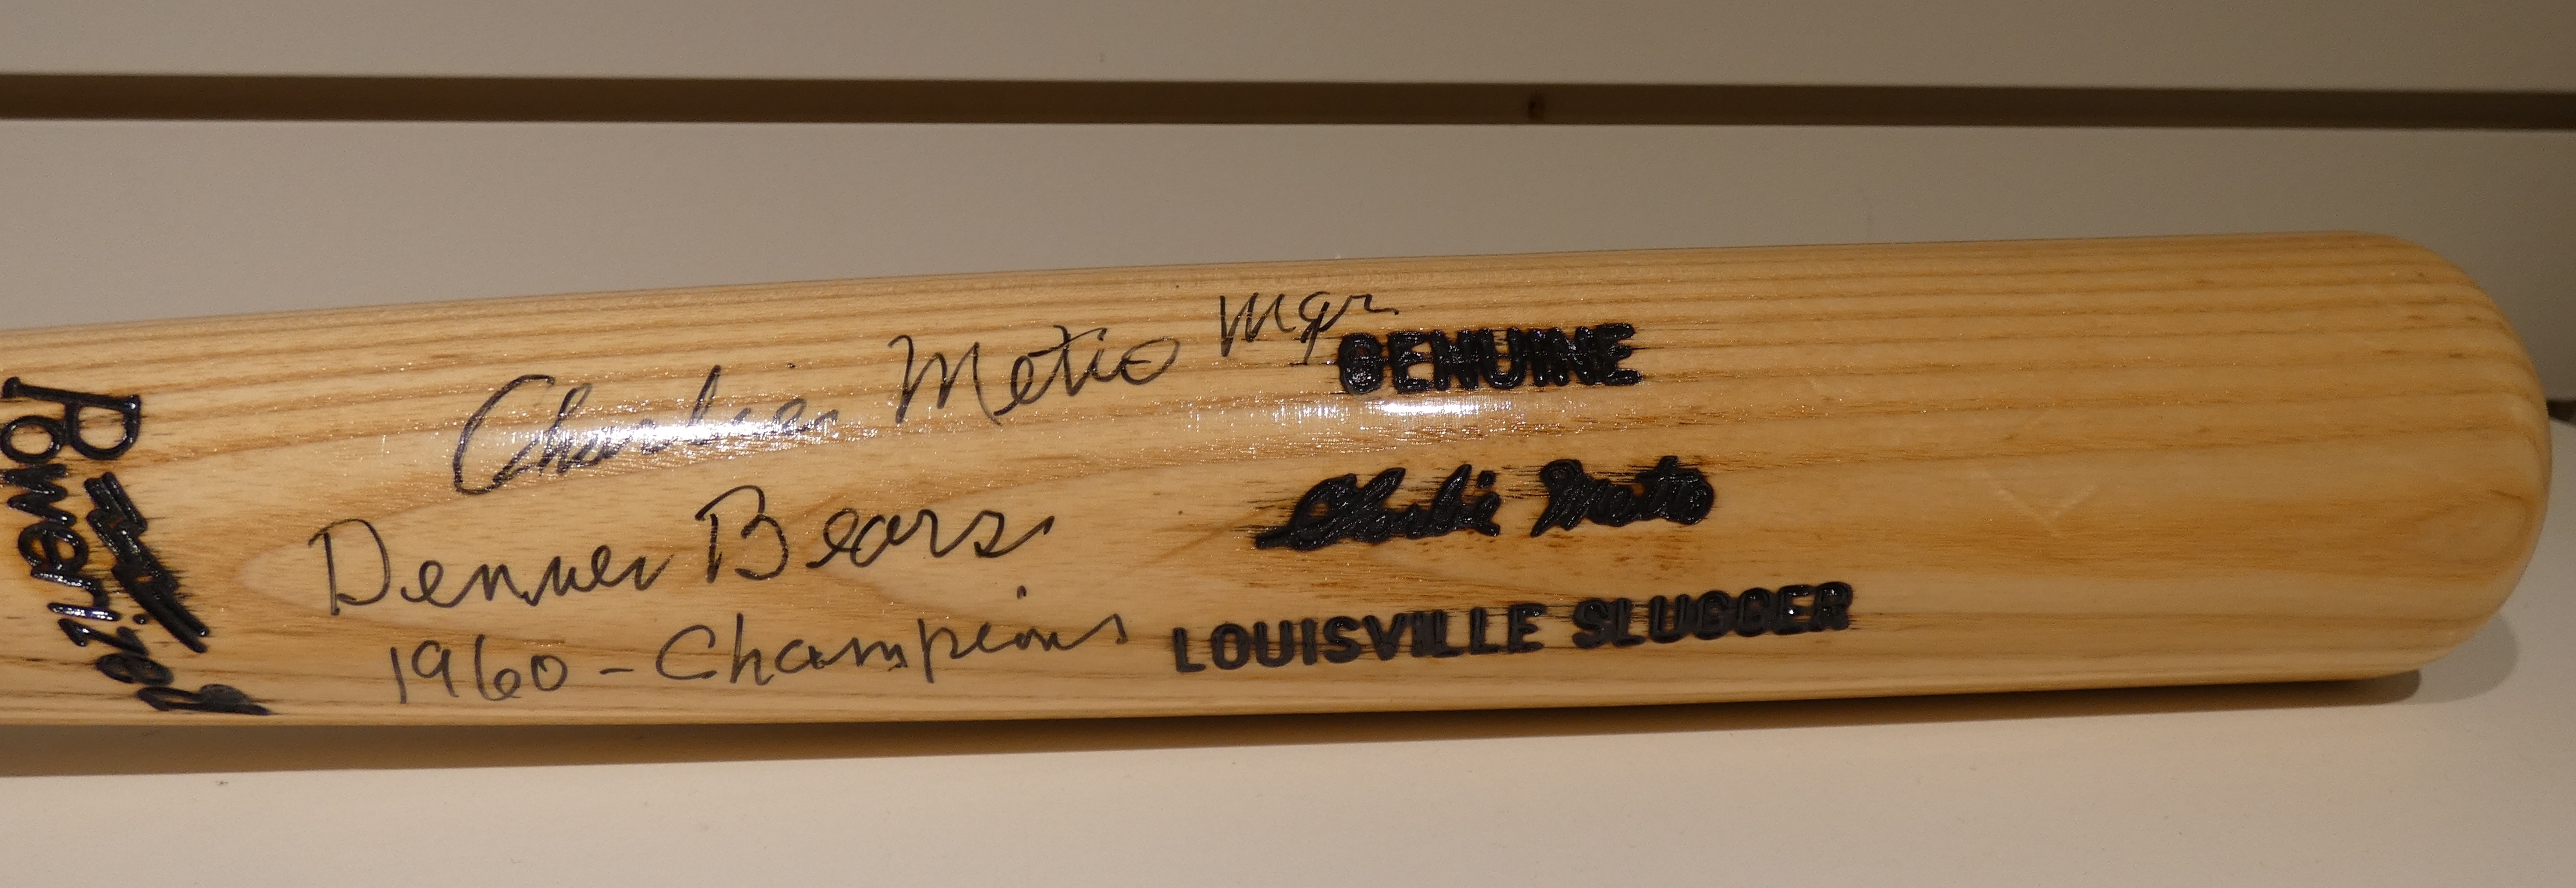 Powerized
Charlie Metro Mgr
Denver Bears
1960 - Champions
GENUINE
Charlie Metro
LOUISVILLE SLUGGER